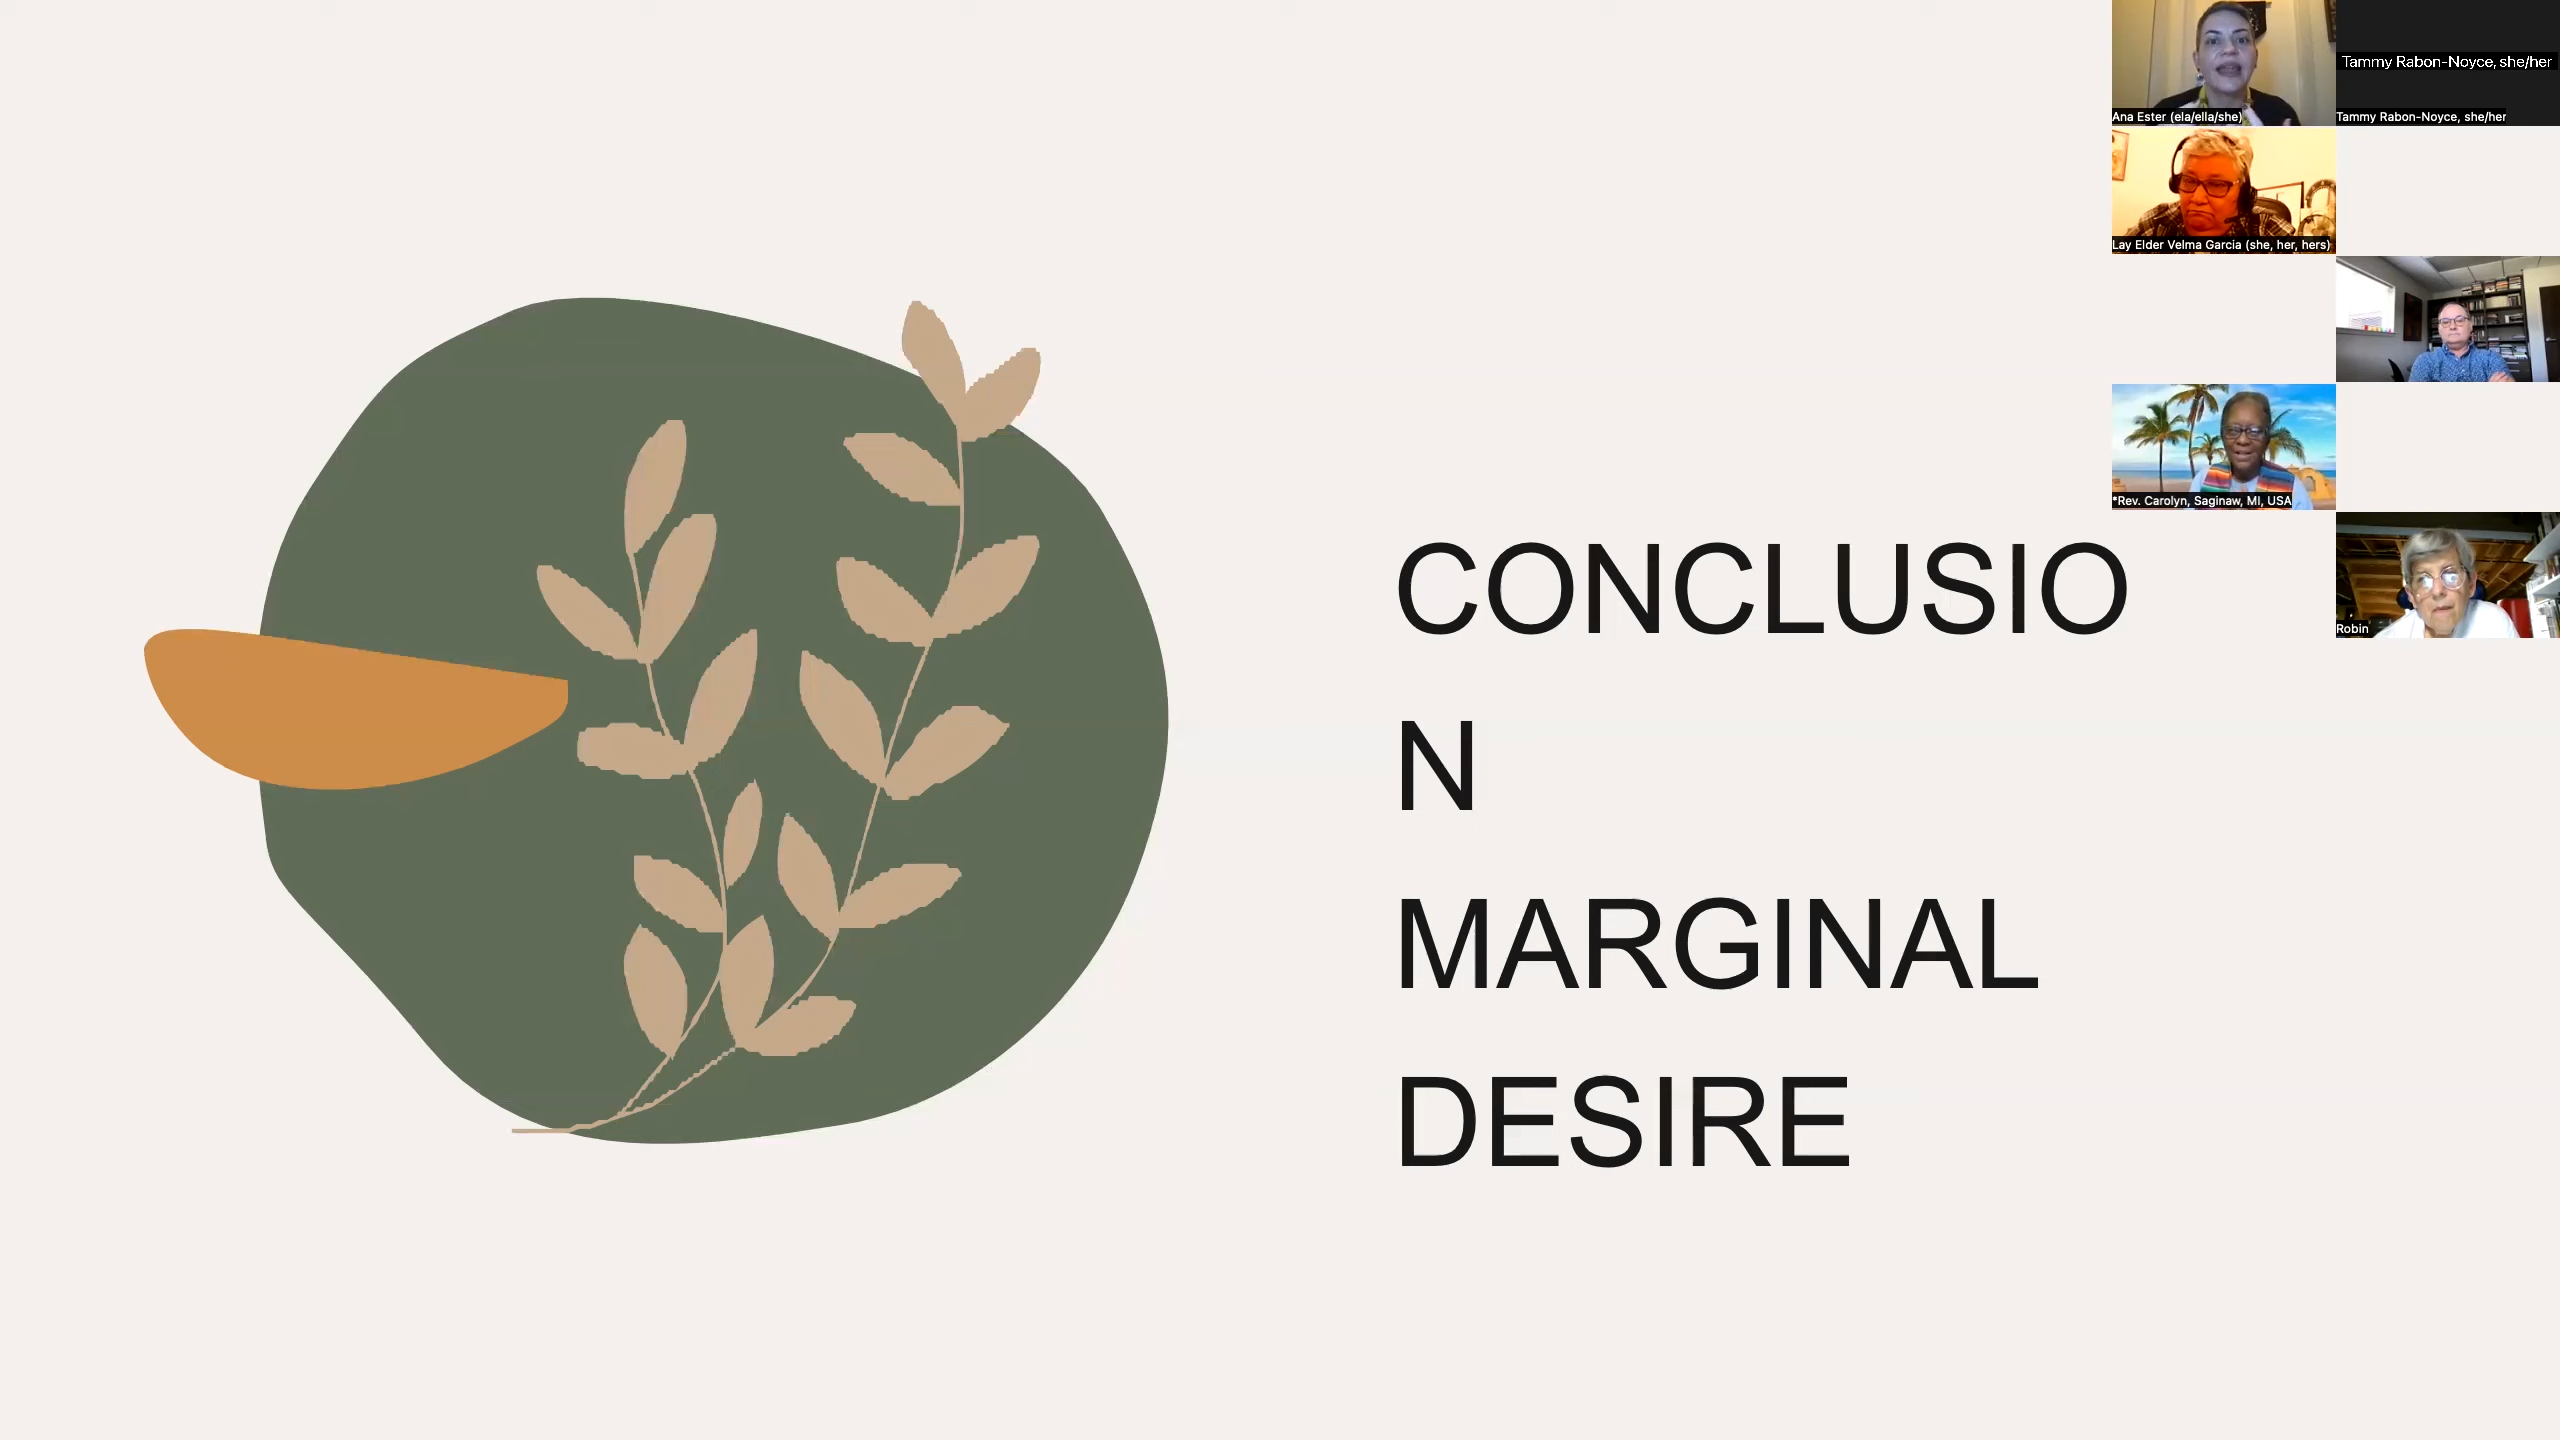 Ana Ester (ela/ella/she)
Tammy Rabon-Noyce, she/her
Tammy Rabon-Noyce, she/her
Lay Elder Velma Garcia (she, her, hers)
*Rev. Carolyn, Saginaw, MI, USA
Robin
CONCLUSIO
N
MARGINAL
DESIRE